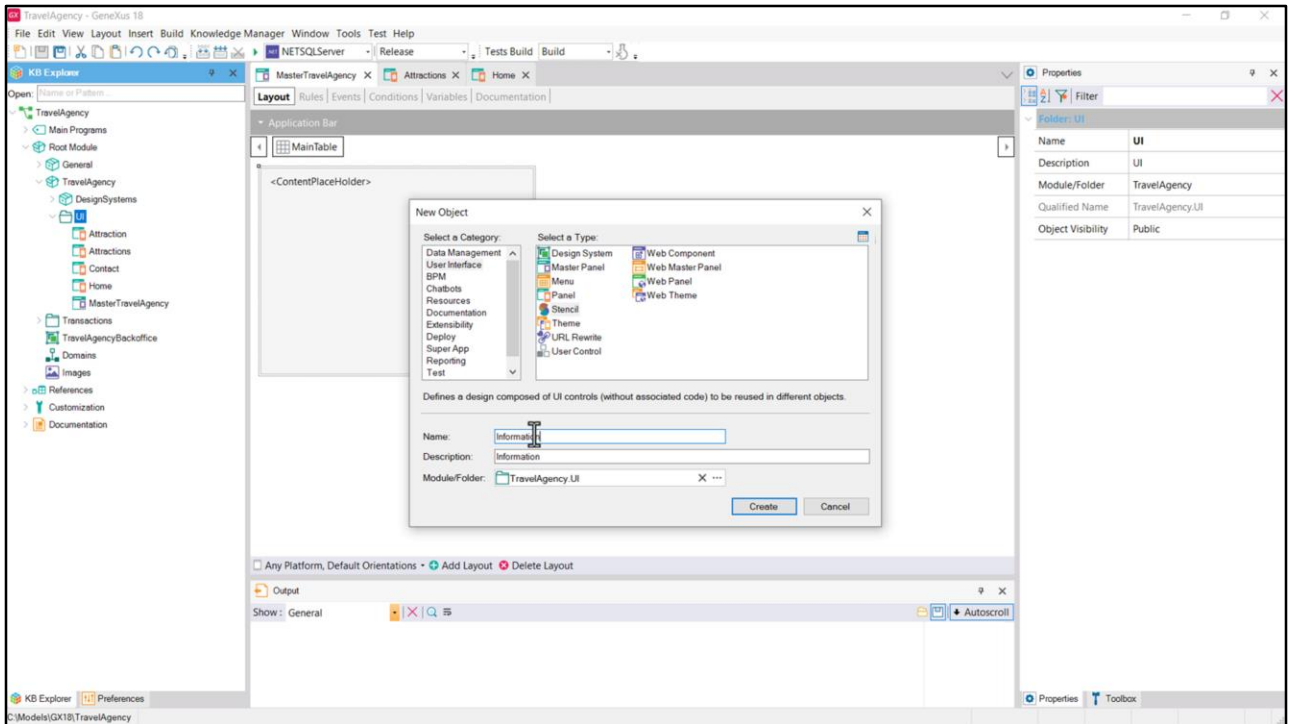 TravelAgency - GeneXus 18
File Edit View Layout Insert Build Knowledge Manager Window Tools Test Help
NETSQLServer Release Tests Build Build
KB Explorer
Open: Name or Pattern...
TravelAgency
Main Programs
Root Module
General
TravelAgency
DesignSystems
UI
Attraction
Attractions
Contact
Home
MasterTravelAgency
Transactions
TravelAgencyBackoffice
Domains
Images
References
Customization
Documentation
KB Explorer Preferences
MasterTravelAgency X Attractions X Home X
Layout Rules Events Conditions Variables Documentation
Application Bar
MainTable
<ContentPlaceHolder>
New Object
Select a Category:
Data Management
User Interface
BPM
Chatbots
Resources
Documentation
Extensibility
Deploy
Super App
Reporting
Test
Select a Type:
Design System
Master Panel
Menu
Panel
Stencil
Theme
URL Rewrite
User Control
Web Component
Web Master Panel
Web Panel
Web Theme
Defines a design composed of UI controls (without associated code) to be reused in different objects.
Name: Information
Description: Information
Module/Folder: TravelAgency.UI
Create Cancel
Any Platform, Default Orientations Add Layout Delete Layout
Output
Show: General Autoscroll
Properties
Filter
Folder: UI
Name UI
Description UI
Module/Folder TravelAgency
Qualified Name TravelAgency.UI
Object Visibility Public
Properties Toolbox
C:\Models\GX18\TravelAgency